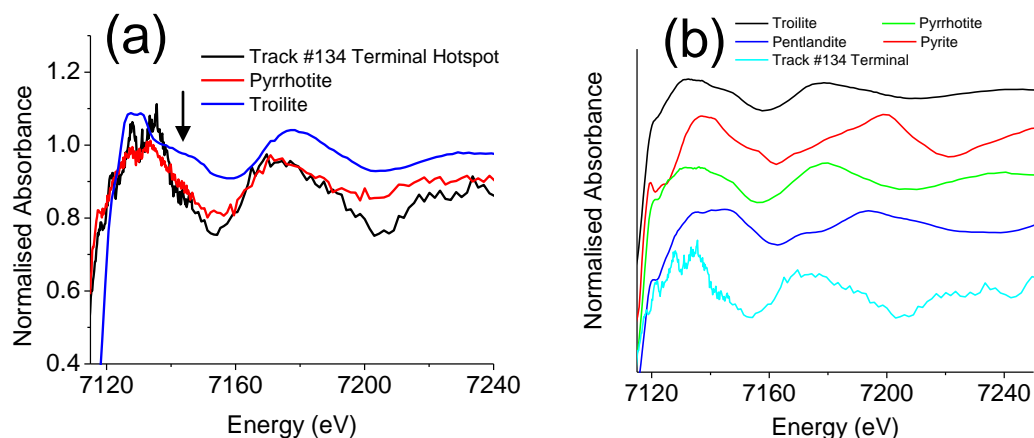 (a)
Track #134 Terminal Hotspot
Pyrrhotite
Troilite
Normalised Absorbance
1.2
1.0
0.8
0.6
0.4
7120 7160 7200 7240
Energy (eV)
(b)
Troilite Pyrrhotite
Pentlandite Pyrite
Track #134 Terminal
Normalised Absorbance
7120 7160 7200 7240
Energy (eV)